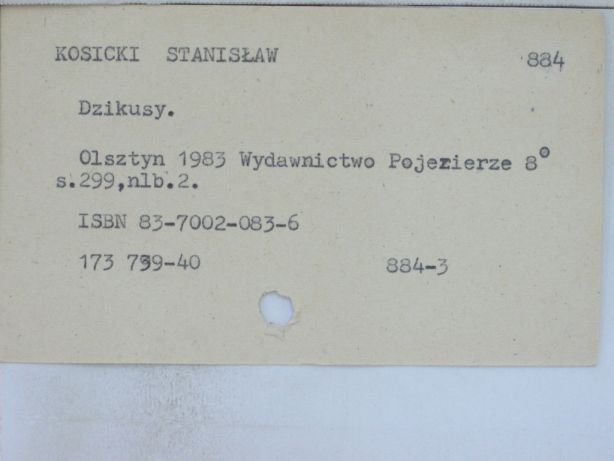 KOSICKI STANISŁAW 884
Dzikusy.
Olsztyn 1983 Wydawnictwo Pojezierze 8°
s.299,nlb.2.
ISBN 83-7002-083-6
173 739-40 884-3